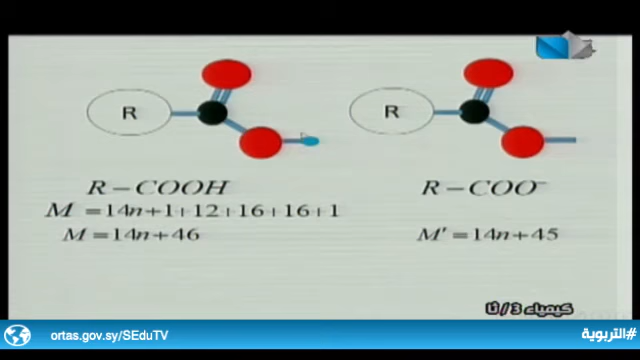 R
R
R – COOH
R – COO⁻
M = 14n+1+12+16+16+1
M = 14n+46
M′ = 14n+45
كيمياء / 3 ثا
ortas.gov.sy/SEduTV
#التربوية